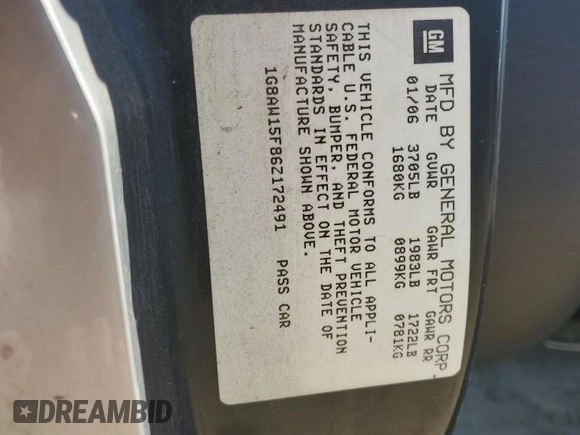 GM
MFD BY GENERAL MOTORS CORP
DATE GVWR GAWR FRT GAWR RR
01/06 3705LB 1983LB 1722LB
1680KG 0899KG 0781KG
THIS VEHICLE CONFORMS TO ALL APPLI-
CABLE U.S. FEDERAL MOTOR VEHICLE
SAFETY, BUMPER, AND THEFT PREVENTION
STANDARDS IN EFFECT ON THE DATE OF
MANUFACTURE SHOWN ABOVE.
1G8AW15F86Z172491 PASS CAR
DREAMBID